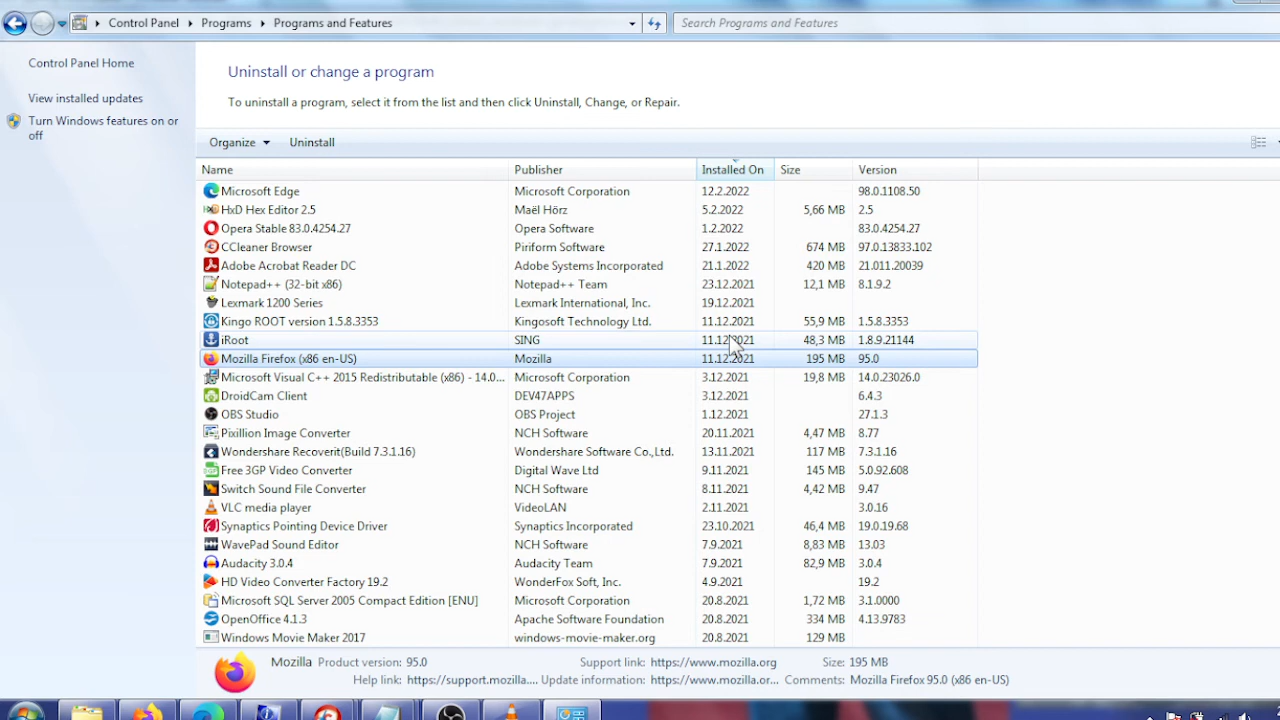 Control Panel Programs Programs and Features Search Programs and Features
Control Panel Home
View installed updates
Turn Windows features on or
off
Uninstall or change a program
To uninstall a program, select it from the list and then click Uninstall, Change, or Repair.
Organize Uninstall
Name Publisher Installed On Size Version
Microsoft Edge Microsoft Corporation 12.2.2022 98.0.1108.50
HxD Hex Editor 2.5 Maël Hörz 5.2.2022 5,66 MB 2.5
Opera Stable 83.0.4254.27 Opera Software 1.2.2022 83.0.4254.27
CCleaner Browser Piriform Software 27.1.2022 674 MB 97.0.13833.102
Adobe Acrobat Reader DC Adobe Systems Incorporated 21.1.2022 420 MB 21.011.20039
Notepad++ (32-bit x86) Notepad++ Team 23.12.2021 12,1 MB 8.1.9.2
Lexmark 1200 Series Lexmark International, Inc. 19.12.2021
Kingo ROOT version 1.5.8.3353 Kingosoft Technology Ltd. 11.12.2021 55,9 MB 1.5.8.3353
iRoot SING 11.12.2021 48,3 MB 1.8.9.21144
Mozilla Firefox (x86 en-US) Mozilla 11.12.2021 195 MB 95.0
Microsoft Visual C++ 2015 Redistributable (x86) - 14.0... Microsoft Corporation 3.12.2021 19,8 MB 14.0.23026.0
DroidCam Client DEV47APPS 2.12.2021 6.4.3
OBS Studio OBS Project 1.12.2021 27.1.3
Pixillion Image Converter NCH Software 20.11.2021 4,47 MB 8.77
Wondershare Recoverit(Build 7.3.1.16) Wondershare Software Co.,Ltd. 13.11.2021 117 MB 7.3.1.16
Free 3GP Video Converter Digital Wave Ltd 9.11.2021 145 MB 5.0.92.608
Switch Sound File Converter NCH Software 8.11.2021 4,42 MB 9.47
VLC media player VideoLAN 2.11.2021 3.0.16
Synaptics Pointing Device Driver Synaptics Incorporated 23.10.2021 46,4 MB 19.0.19.68
WavePad Sound Editor NCH Software 7.9.2021 8,83 MB 13.03
Audacity 3.0.4 Audacity Team 7.9.2021 82,9 MB 3.0.4
HD Video Converter Factory 19.2 WonderFox Soft, Inc. 4.9.2021 19.2
Microsoft SQL Server 2005 Compact Edition [ENU] Microsoft Corporation 20.8.2021 1,72 MB 3.1.0000
OpenOffice 4.1.3 Apache Software Foundation 20.8.2021 334 MB 4.13.9783
Windows Movie Maker 2017 windows-movie-maker.org 20.8.2021 129 MB
Mozilla Product version: 95.0 Support link: https://www.mozilla.org Size: 195 MB
Help link: https://support.mozilla.... Update information: https://www.mozilla.or... Comments: Mozilla Firefox 95.0 (x86 en-US)